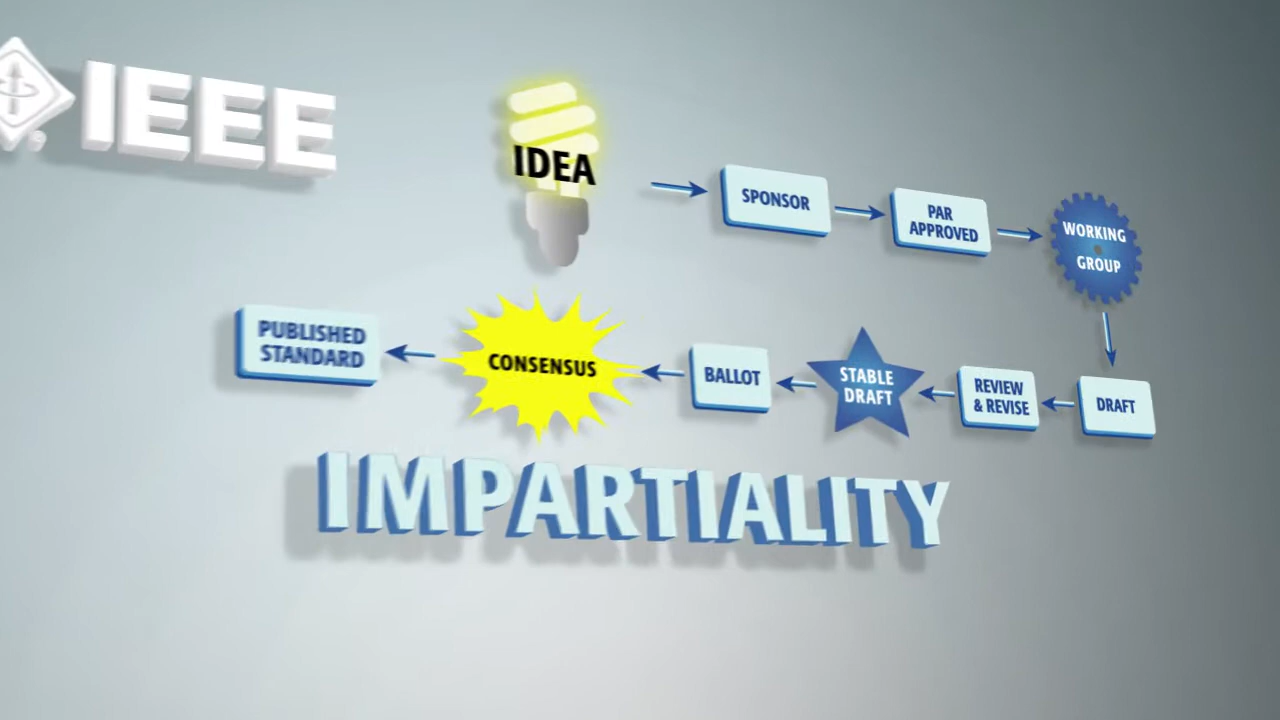 IEEE
IDEA
SPONSOR
PAR
APPROVED
WORKING
GROUP
DRAFT
REVIEW
& REVISE
STABLE
DRAFT
BALLOT
CONSENSUS
PUBLISHED
STANDARD
IMPARTIALITY